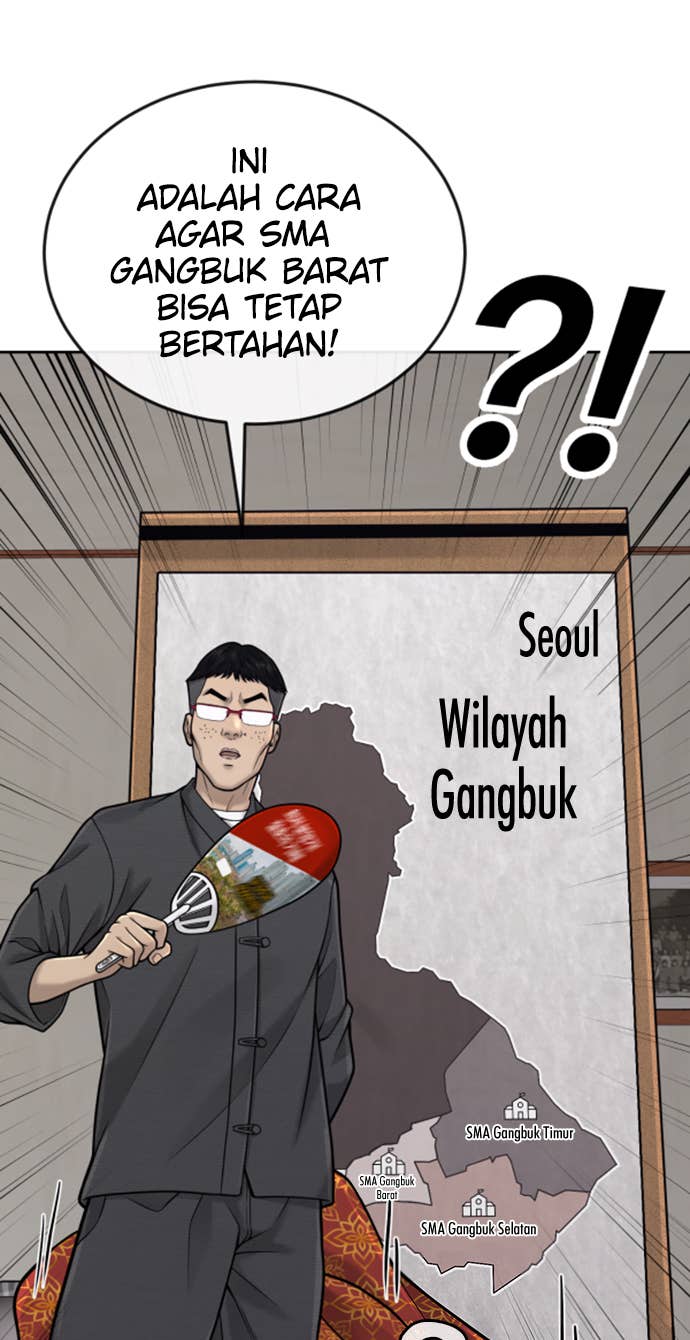 INI
ADALAH CARA
AGAR SMA
GANGBUK BARAT
BISA TETAP
BERTAHAN!
?!
Seoul
Wilayah
Gangbuk
SMA Gangbuk Timur
SMA Gangbuk
Barat
SMA Gangbuk Selatan